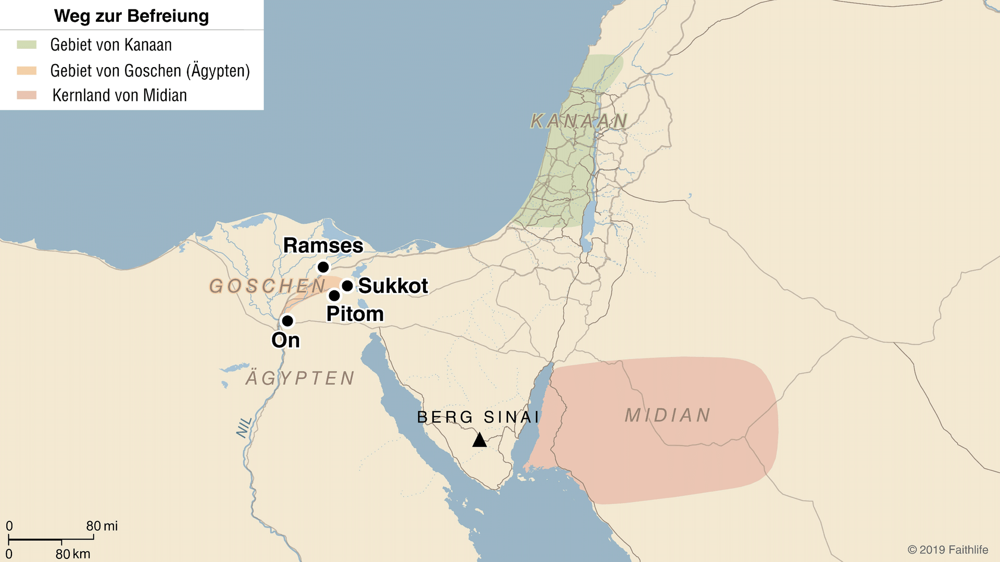 Weg zur Befreiung
Gebiet von Kanaan
Gebiet von Goschen (Ägypten)
Kernland von Midian
KANAAN
Ramses
GOSCHEN
Sukkot
Pitom
On
ÄGYPTEN
NIL
BERG SINAI
MIDIAN
0 80 mi
0 80 km
© 2019 Faithlife